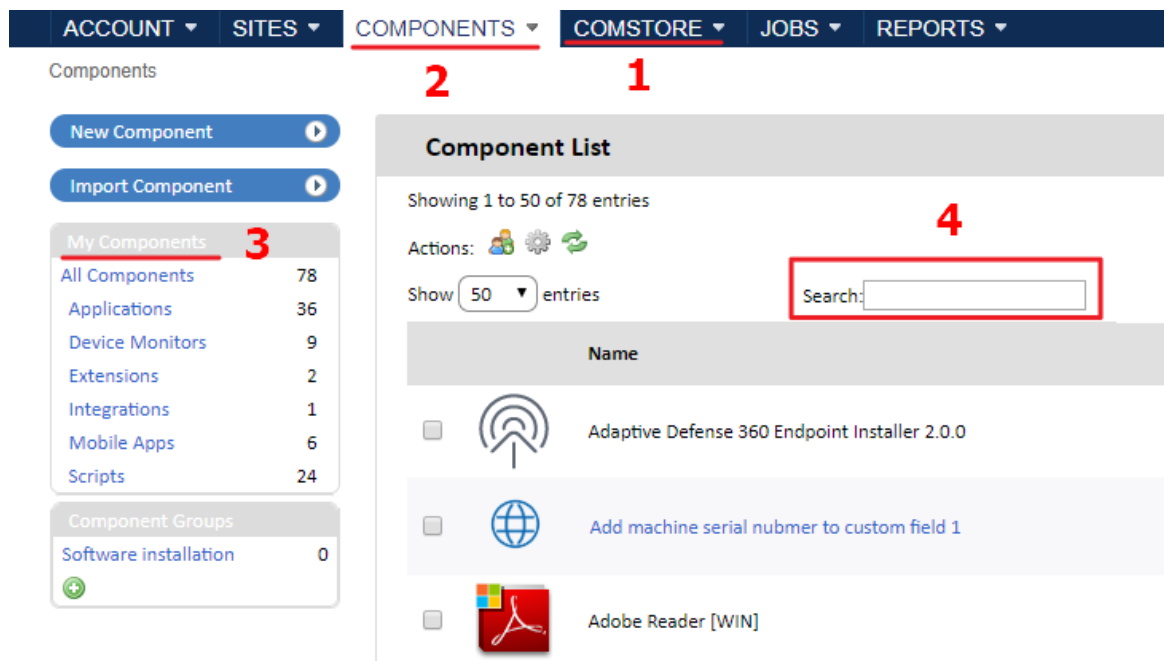 ACCOUNT SITES COMPONENTS COMSTORE JOBS REPORTS
2 1
Components
New Component
Import Component
My Components 3
All Components 78
Applications 36
Device Monitors 9
Extensions 2
Integrations 1
Mobile Apps 6
Scripts 24
Component Groups
Software installation 0
Component List
Showing 1 to 50 of 78 entries
4
Actions:
Show 50 entries Search:
Name
Adaptive Defense 360 Endpoint Installer 2.0.0
Add machine serial nubmer to custom field 1
Adobe Reader [WIN]